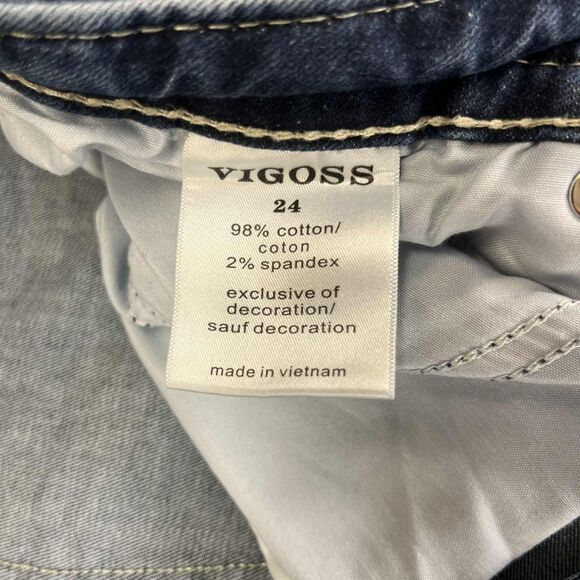 VIGOSS
24
98% cotton/
coton
2% spandex
exclusive of
decoration/
sauf decoration
made in vietnam